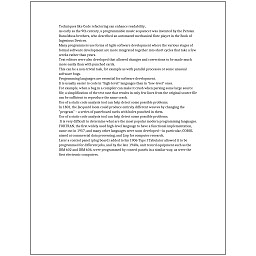 Techniques like Code refactoring can enhance readability.
As early as the 9th century, a programmable music sequencer was invented by the Persian
Banu Musa brothers, who described an automated mechanical flute player in the Book of
Ingenious Devices.
Many programmers use forms of Agile software development where the various stages of
formal software development are more integrated together into short cycles that take a few
weeks rather than years.
Text editors were also developed that allowed changes and corrections to be made much
more easily than with punched cards.
This can be a non-trivial task, for example as with parallel processes or some unusual
software bugs.
Programming languages are essential for software development.
It is usually easier to code in "high-level" languages than in "low-level" ones.
For example, when a bug in a compiler can make it crash when parsing some large source
file, a simplification of the test case that results in only few lines from the original source file
can be sufficient to reproduce the same crash.
Use of a static code analysis tool can help detect some possible problems.
In 1801, the Jacquard loom could produce entirely different weaves by changing the
"program" – a series of pasteboard cards with holes punched in them.
Use of a static code analysis tool can help detect some possible problems.
It is very difficult to determine what are the most popular modern programming languages.
FORTRAN, the first widely used high-level language to have a functional implementation,
came out in 1957, and many other languages were soon developed—in particular, COBOL
aimed at commercial data processing, and Lisp for computer research.
Later a control panel (plug board) added to his 1906 Type I Tabulator allowed it to be
programmed for different jobs, and by the late 1940s, unit record equipment such as the
IBM 602 and IBM 604, were programmed by control panels in a similar way, as were the
first electronic computers.